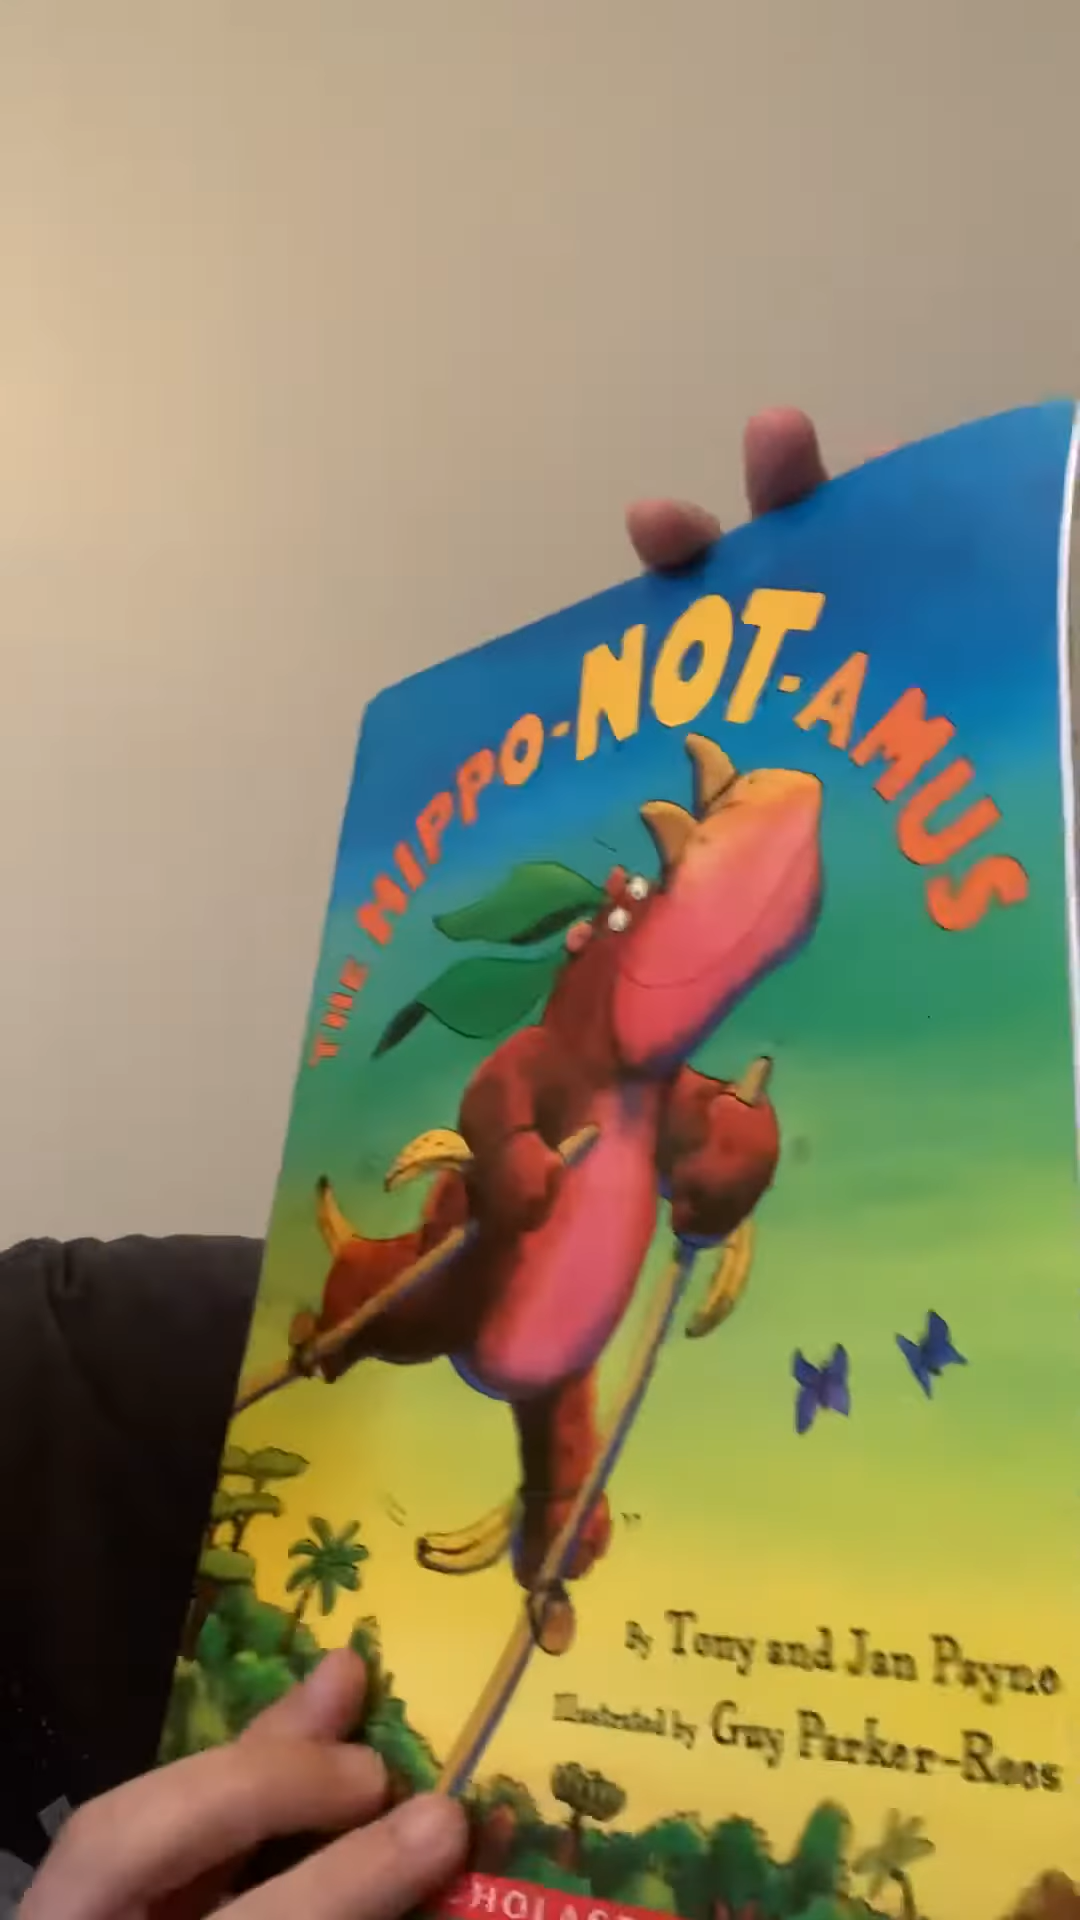 THE HIPPO-NOT-AMUS
By Tony and Jan Payne
Illustrated by Guy Parker-Rees